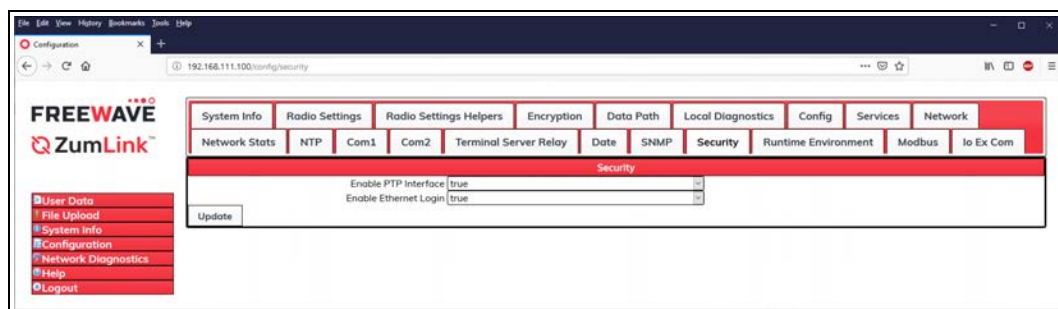 File Edit View History Bookmarks Tools Help
Configuration
192.168.111.100/config/security
FREEWAVE
ZumLink™
System Info Radio Settings Radio Settings Helpers Encryption Data Path Local Diagnostics Config Services Network
Network Stats NTP Com1 Com2 Terminal Server Relay Date SNMP Security Runtime Environment Modbus Io Ex Com
Security
Enable PTP Interface true
Enable Ethernet Login true
Update
User Data
File Upload
System Info
Configuration
Network Diagnostics
Help
Logout